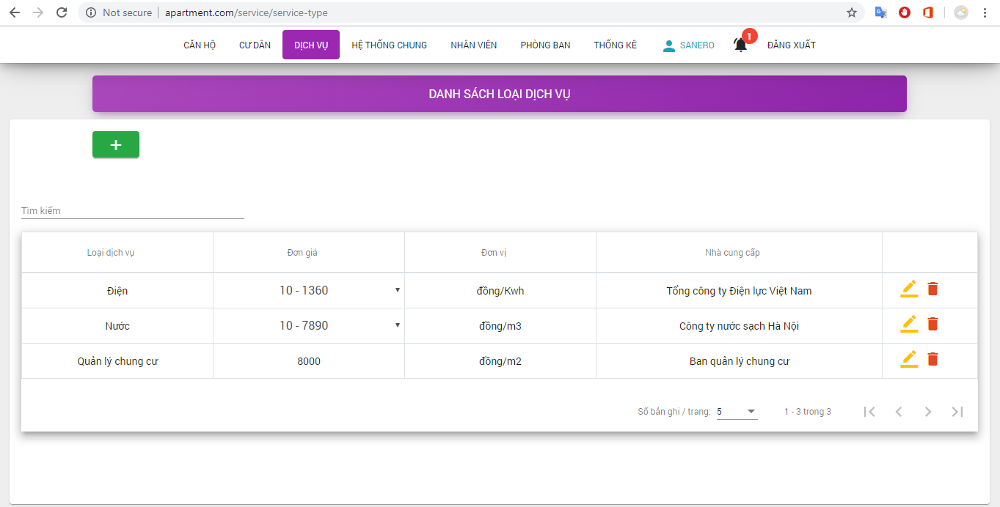 Not secure apartment.com/service/service-type
CĂN HỘ CƯ DÂN DỊCH VỤ HỆ THỐNG CHUNG NHÂN VIÊN PHÒNG BAN THỐNG KÊ SANERO 1 ĐĂNG XUẤT
DANH SÁCH LOẠI DỊCH VỤ
+
Tìm kiếm
Loại dịch vụ Đơn giá Đơn vị Nhà cung cấp
Điện 10 - 1360 đồng/Kwh Tổng công ty Điện lực Việt Nam
Nước 10 - 7890 đồng/m3 Công ty nước sạch Hà Nội
Quản lý chung cư 8000 đồng/m2 Ban quản lý chung cư
Số bản ghi / trang: 5 1 - 3 trong 3